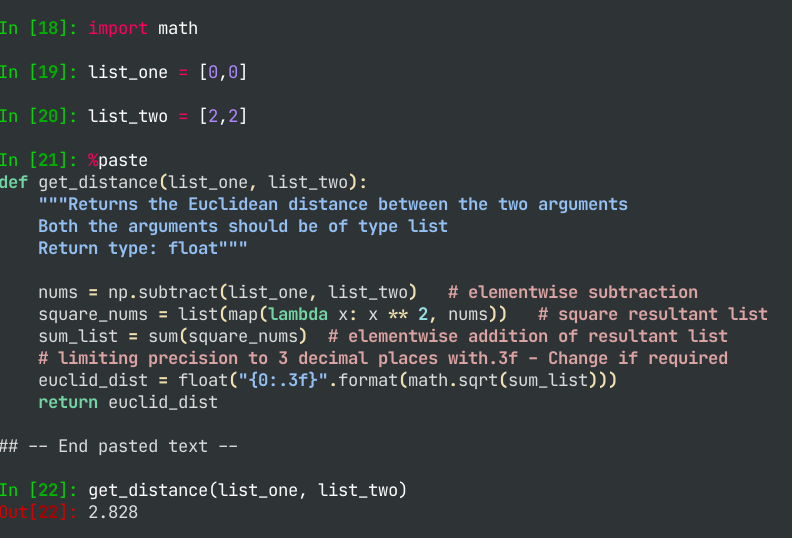 In [18]: import math
In [19]: list_one = [0,0]
In [20]: list_two = [2,2]
In [21]: %paste
def get_distance(list_one, list_two):
    """Returns the Euclidean distance between the two arguments
    Both the arguments should be of type list
    Return type: float"""
    nums = np.subtract(list_one, list_two)   # elementwise subtraction
    square_nums = list(map(lambda x: x ** 2, nums))   # square resultant list
    sum_list = sum(square_nums)  # elementwise addition of resultant list
    # limiting precision to 3 decimal places with.3f - Change if required
    euclid_dist = float("{0:.3f}".format(math.sqrt(sum_list)))
    return euclid_dist
## -- End pasted text --
In [22]: get_distance(list_one, list_two)
Out[22]: 2.828